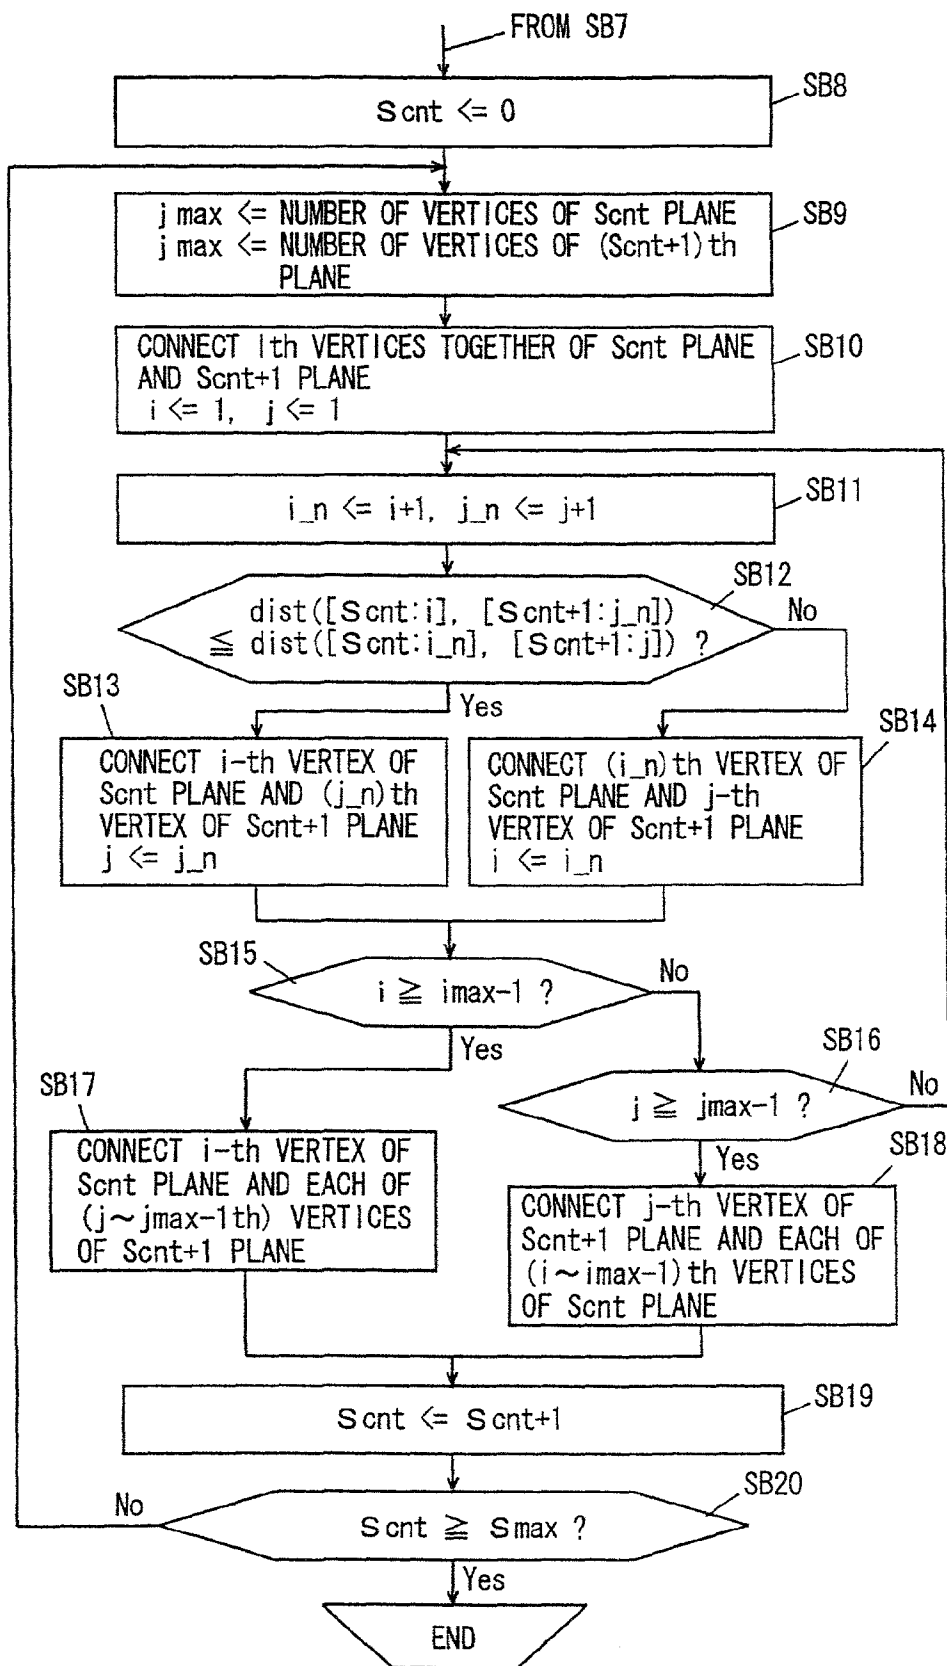 FROM SB7
SB8
Scnt <= 0
SB9
j max <= NUMBER OF VERTICES OF Scnt PLANE
j max <= NUMBER OF VERTICES OF (Scnt+1)th
PLANE
SB10
CONNECT 1th VERTICES TOGETHER OF Scnt PLANE
AND Scnt+1 PLANE
i <= 1, j <= 1
SB11
i_n <= i+1, j_n <= j+1
SB12
dist([Scnt:i], [Scnt+1:j_n])
≦ dist([Scnt:i_n], [Scnt+1:j]) ?
No
Yes
SB13
CONNECT i-th VERTEX OF
Scnt PLANE AND (j_n)th
VERTEX OF Scnt+1 PLANE
j <= j_n
SB14
CONNECT (i_n)th VERTEX OF
Scnt PLANE AND j-th
VERTEX OF Scnt+1 PLANE
i <= i_n
SB15
i ≧ imax-1 ?
No
Yes
SB16
j ≧ jmax-1 ?
No
Yes
SB17
CONNECT i-th VERTEX OF
Scnt PLANE AND EACH OF
(j~jmax-1th) VERTICES
OF Scnt+1 PLANE
SB18
CONNECT j-th VERTEX OF
Scnt+1 PLANE AND EACH OF
(i~imax-1)th VERTICES
OF Scnt PLANE
SB19
Scnt <= Scnt+1
SB20
Scnt ≧ Smax ?
No
Yes
END